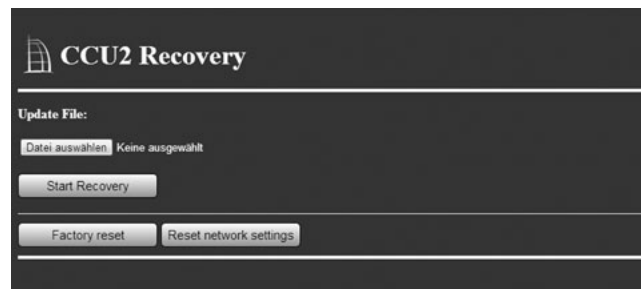 CCU2 Recovery
Update File:
Datei auswählen Keine ausgewählt
Start Recovery
Factory reset Reset network settings